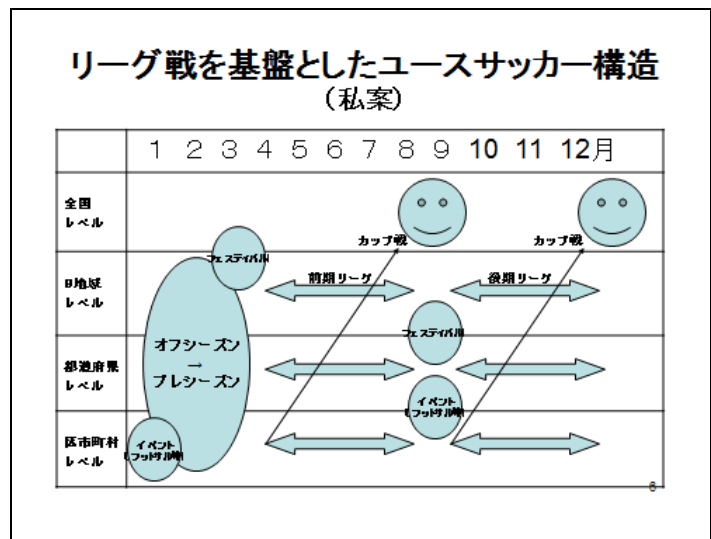 リーグ戦を基盤としたユースサッカー構造
(私案)
1 2 3 4 5 6 7 8 9 10 11 12月
全国
レベル
カップ戦
カップ戦
フェスティバル
9地域
レベル
前期リーグ
後期リーグ
フェスティバル
オフシーズン
→
プレシーズン
都道府県
レベル
イベント
(フットサル等)
区市町村
レベル
イベント
(フットサル等)
6